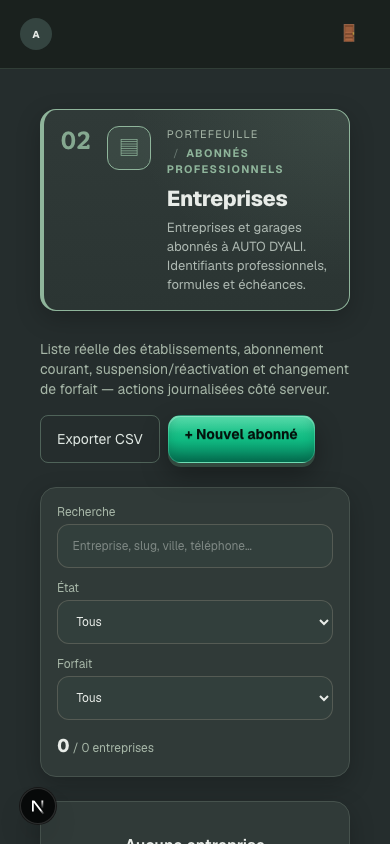 A
02
PORTEFEUILLE
/ ABONNÉS
PROFESSIONNELS
Entreprises
Entreprises et garages
abonnés à AUTO DYALI.
Identifiants professionnels,
formules et échéances.
Liste réelle des établissements, abonnement
courant, suspension/réactivation et changement
de forfait — actions journalisées côté serveur.
Exporter CSV
+ Nouvel abonné
Recherche
Entreprise, slug, ville, téléphone…
État
Tous
Forfait
Tous
0 / 0 entreprises
N
Aucune entreprise